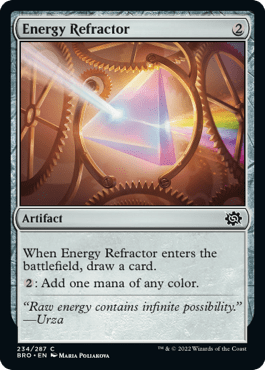 Energy Refractor 2
Artifact
When Energy Refractor enters the
battlefield, draw a card.
2: Add one mana of any color.
"Raw energy contains infinite possibility."
—Urza
234/287 C
BRO • EN Maria Poliakova
™ & © 2022 Wizards of the Coast